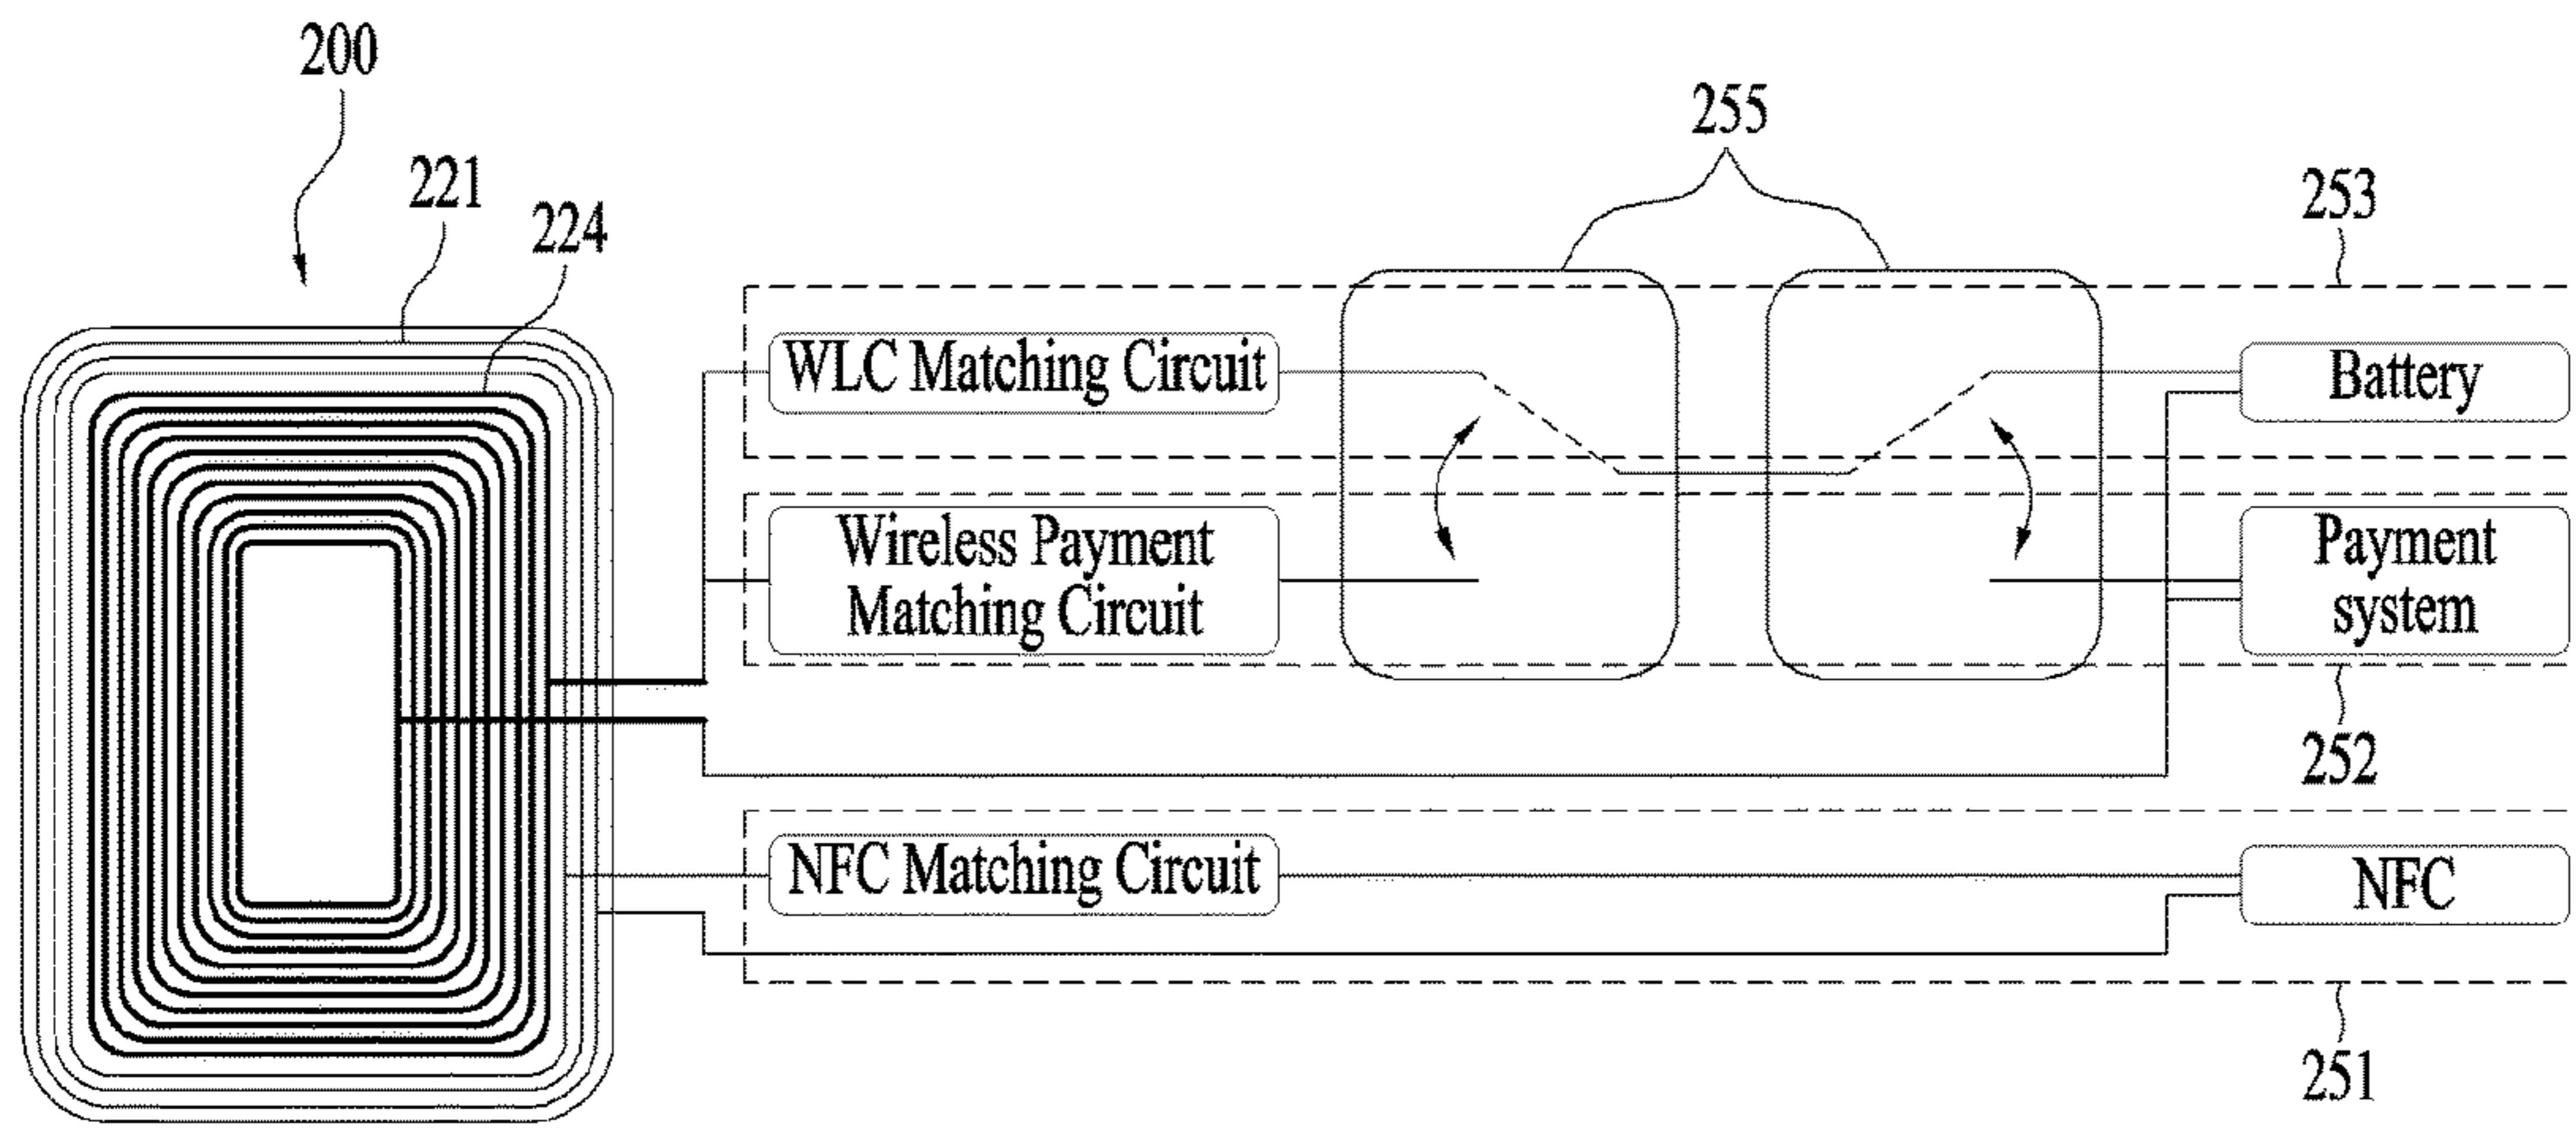 200
221
224
255
253
WLC Matching Circuit
Battery
Wireless Payment
Matching Circuit
Payment
system
252
NFC Matching Circuit
NFC
251